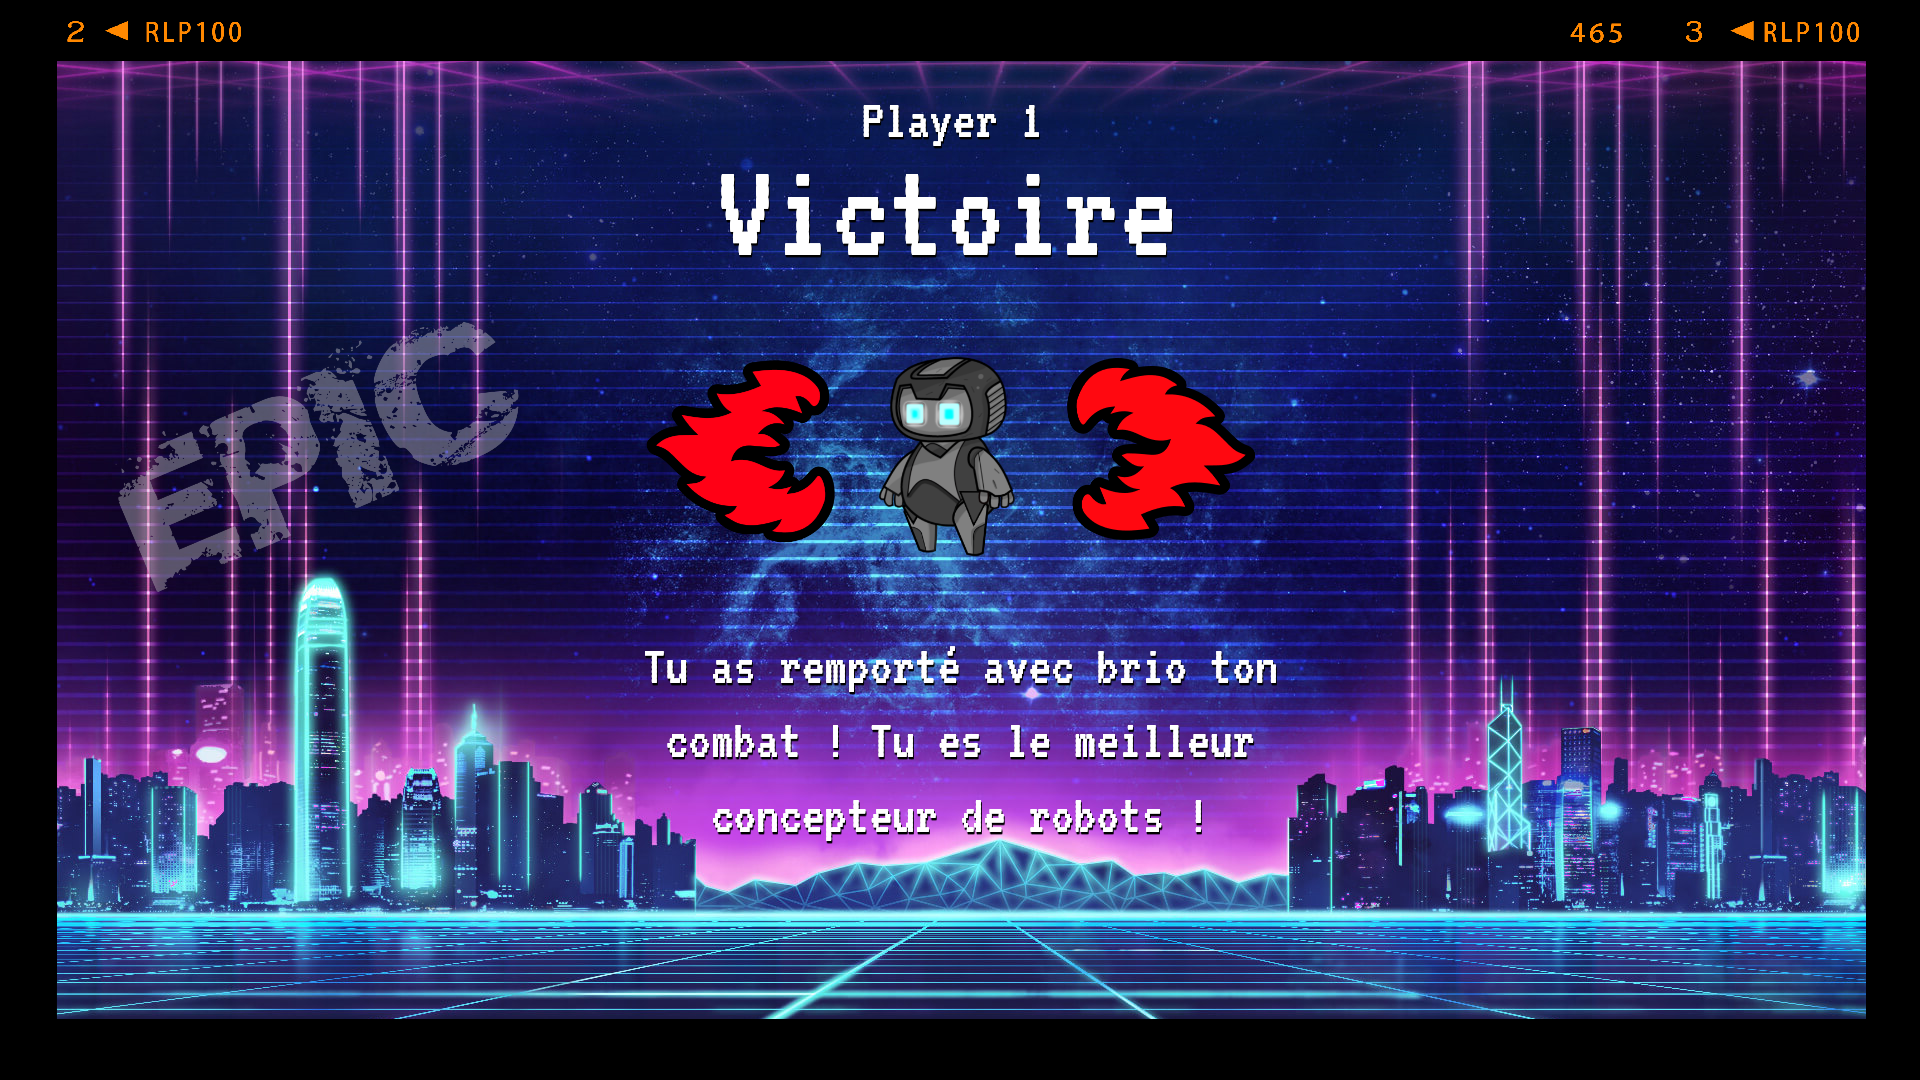 2 ◄ RLP100
465 3 ◄ RLP100
Player 1
Victoire
EPIC
Tu as remporté avec brio ton
combat ! Tu es le meilleur
concepteur de robots !